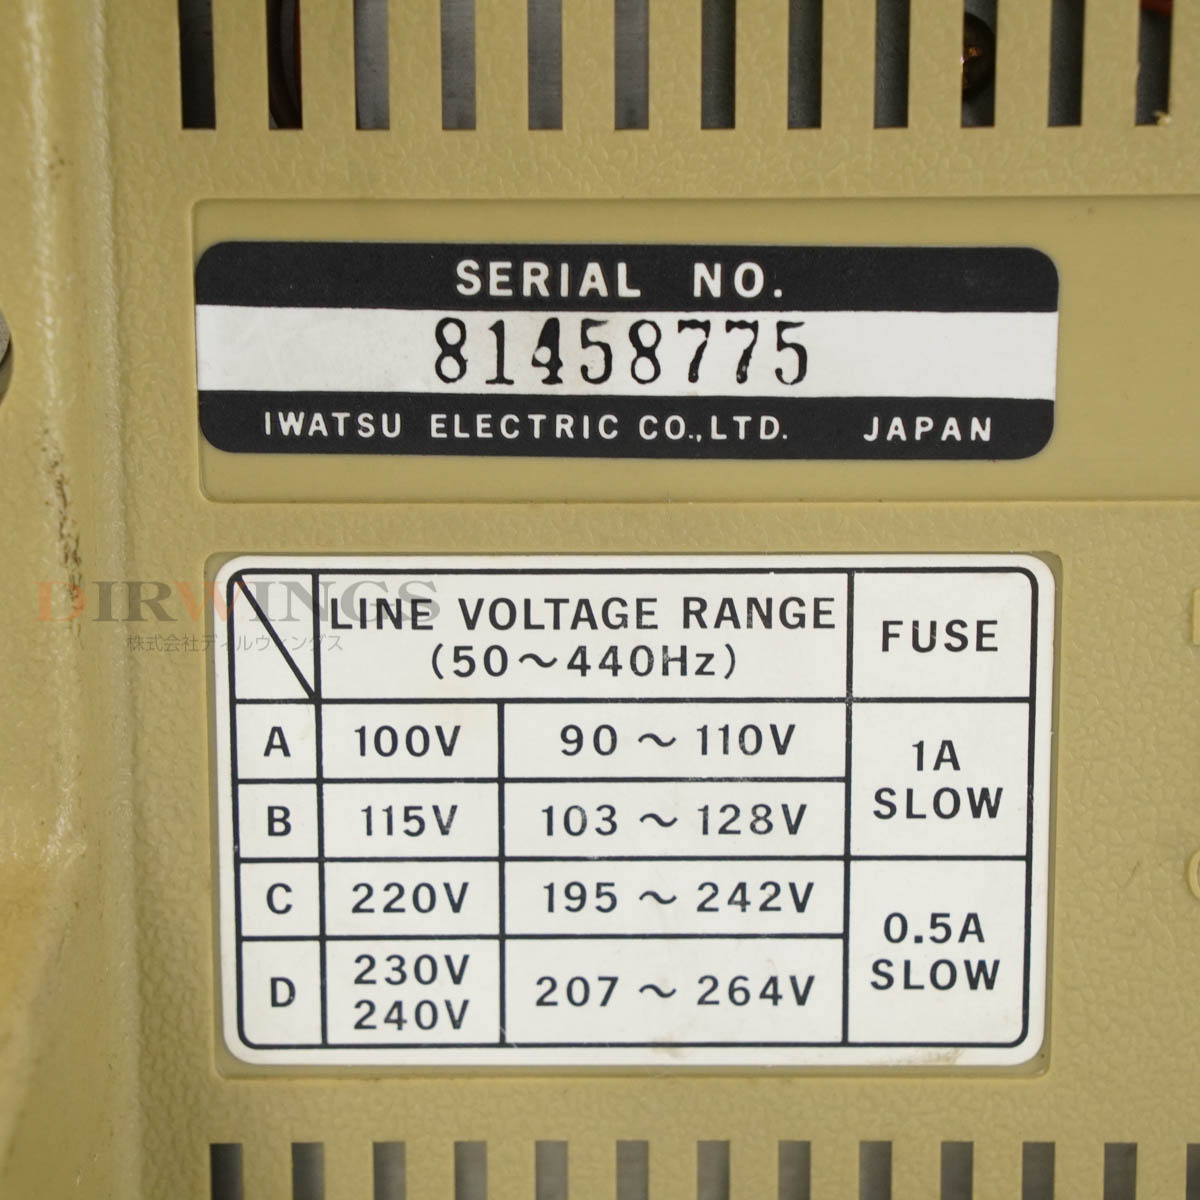 SERIAL NO.
81458775
IWATSU ELECTRIC CO.,LTD. JAPAN
DIRWINGS
株式会社ディルウィングス
LINE VOLTAGE RANGE
(50～440Hz)
FUSE
A 100V 90 ～ 110V
B 115V 103 ～ 128V
1A
SLOW
C 220V 195 ～ 242V
D 230V
240V
207 ～ 264V
0.5A
SLOW